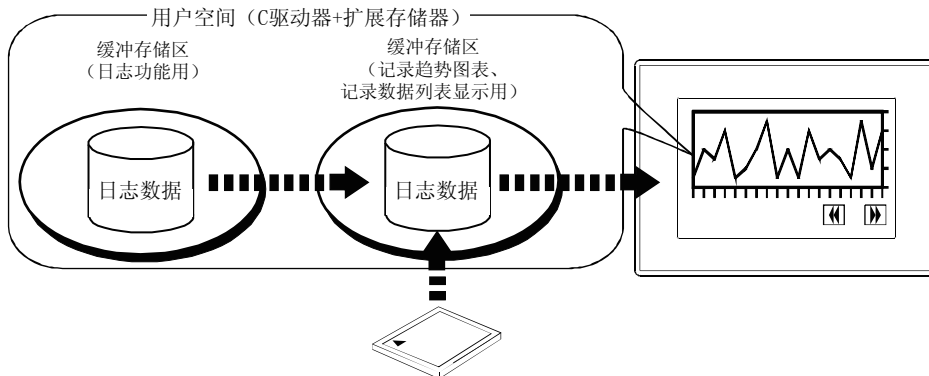 用户空间（C驱动器+扩展存储器）
缓冲存储区
（日志功能用）
缓冲存储区
（记录趋势图表、
记录数据列表显示用）
日志数据
日志数据